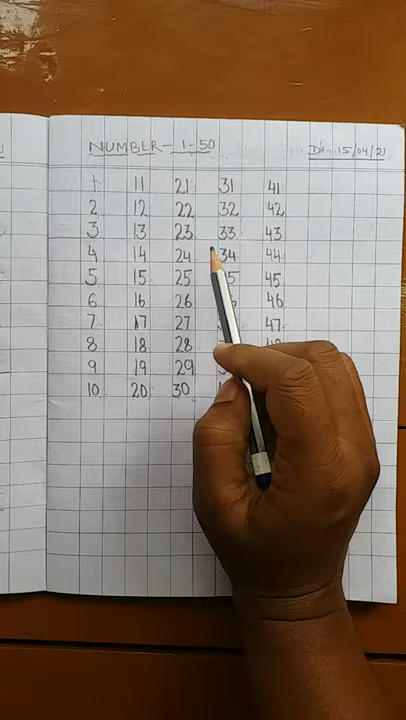 NUMBER - 1 - 50 Dt - 15/04/21
1 11 21 31 41
2 12 22 32 42
3 13 23 33 43
4 14 24 34 44
5 15 25 45
6 16 26 46
7 17 27 47
8 18 28
9 19 29
10 20 30